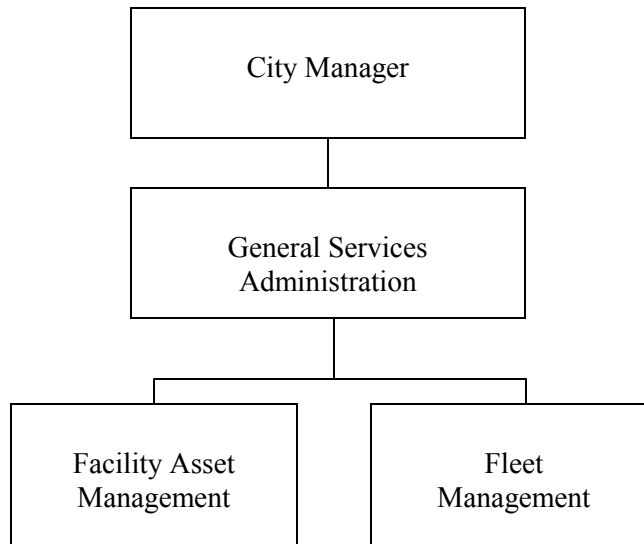 City Manager
General Services
Administration
Facility Asset
Management
Fleet
Management